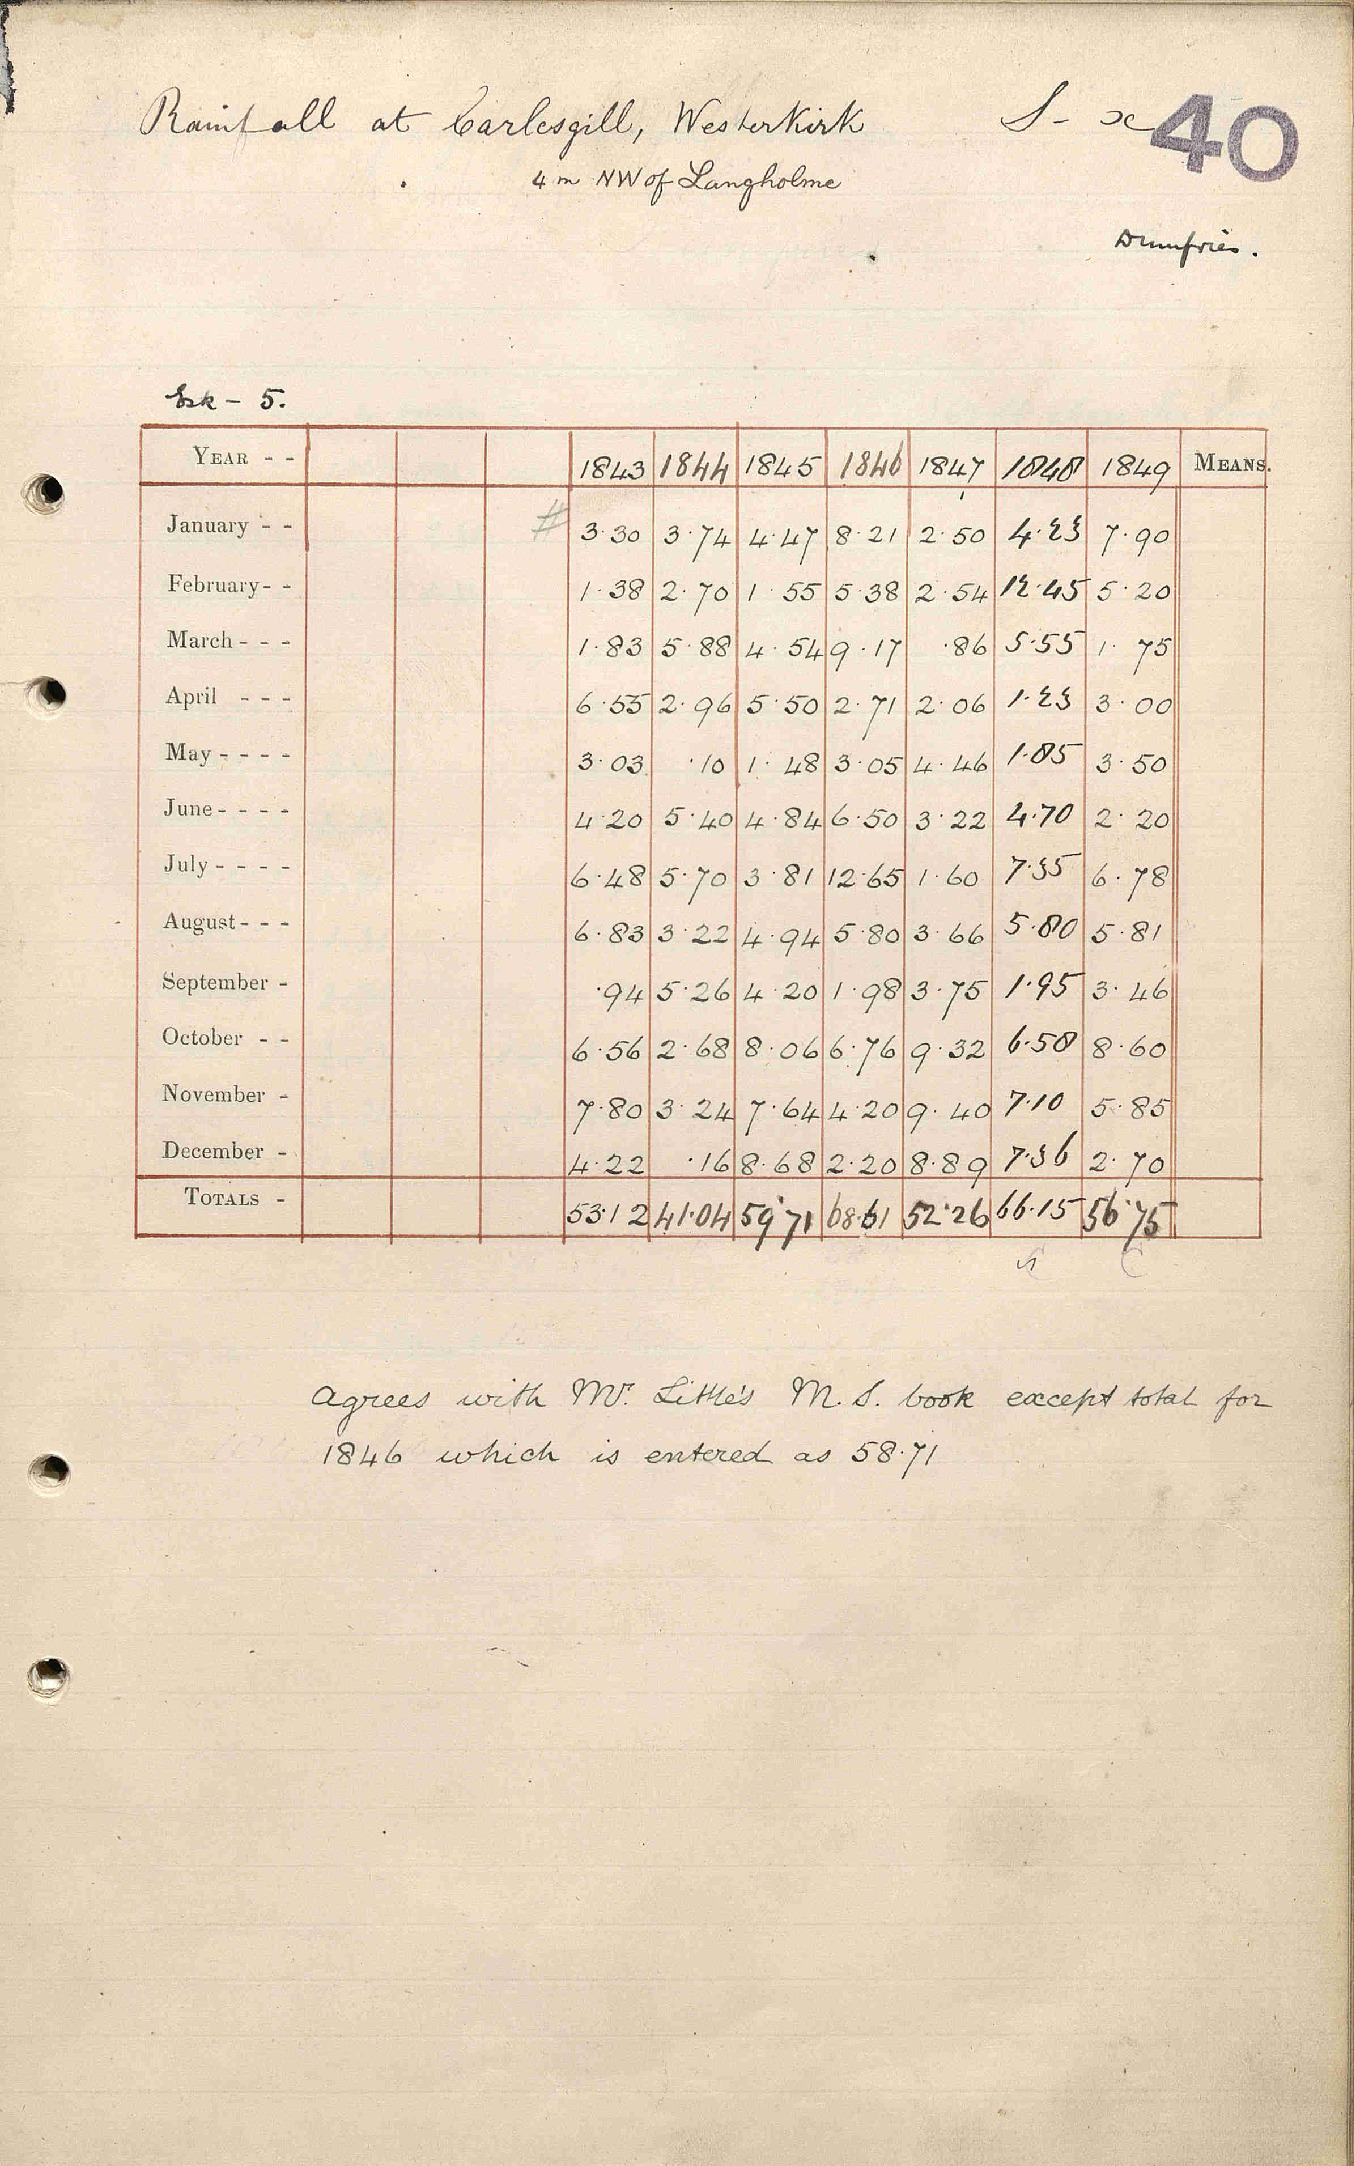 Rainfall at Carlesgill, Westerkirk S - x 40
4 m NW of Langholme
Dumfries.
Esk - 5.
YEAR - - 1843 1844 1845 1846 1847 1848 1849 MEANS.
January - - # 3·30 3·74 4·47 8·21 2·50 4·23 7·90
February - - 1·38 2·70 1·55 5·38 2·54 12·45 5·20
March - - - 1·83 5·88 4·54 9·17 ·86 5·55 1·75
April - - - 6·55 2·96 5·50 2·71 2·06 1·23 3·00
May - - - - 3·03 ·10 1·48 3·05 4·46 1·85 3·50
June - - - - 4·20 5·40 4·84 6·50 3·22 4·70 2·20
July - - - - 6·48 5·70 3·81 12·65 1·60 7·35 6·78
August - - - 6·83 3·22 4·94 5·80 3·66 5·80 5·81
September - ·94 5·26 4·20 1·98 3·75 1·95 3·46
October - - 6·56 2·68 8·06 6·76 9·32 6·58 8·60
November - 7·80 3·24 7·64 4·20 9·40 7·10 5·85
December - 4·22 ·16 8·68 2·20 8·89 7·36 2·70
TOTALS - 53·12 41·04 59·71 68·61 52·26 66·15 56·75
Agrees with Mr. Little's M.S. book except total for
1846 which is entered as 58·71